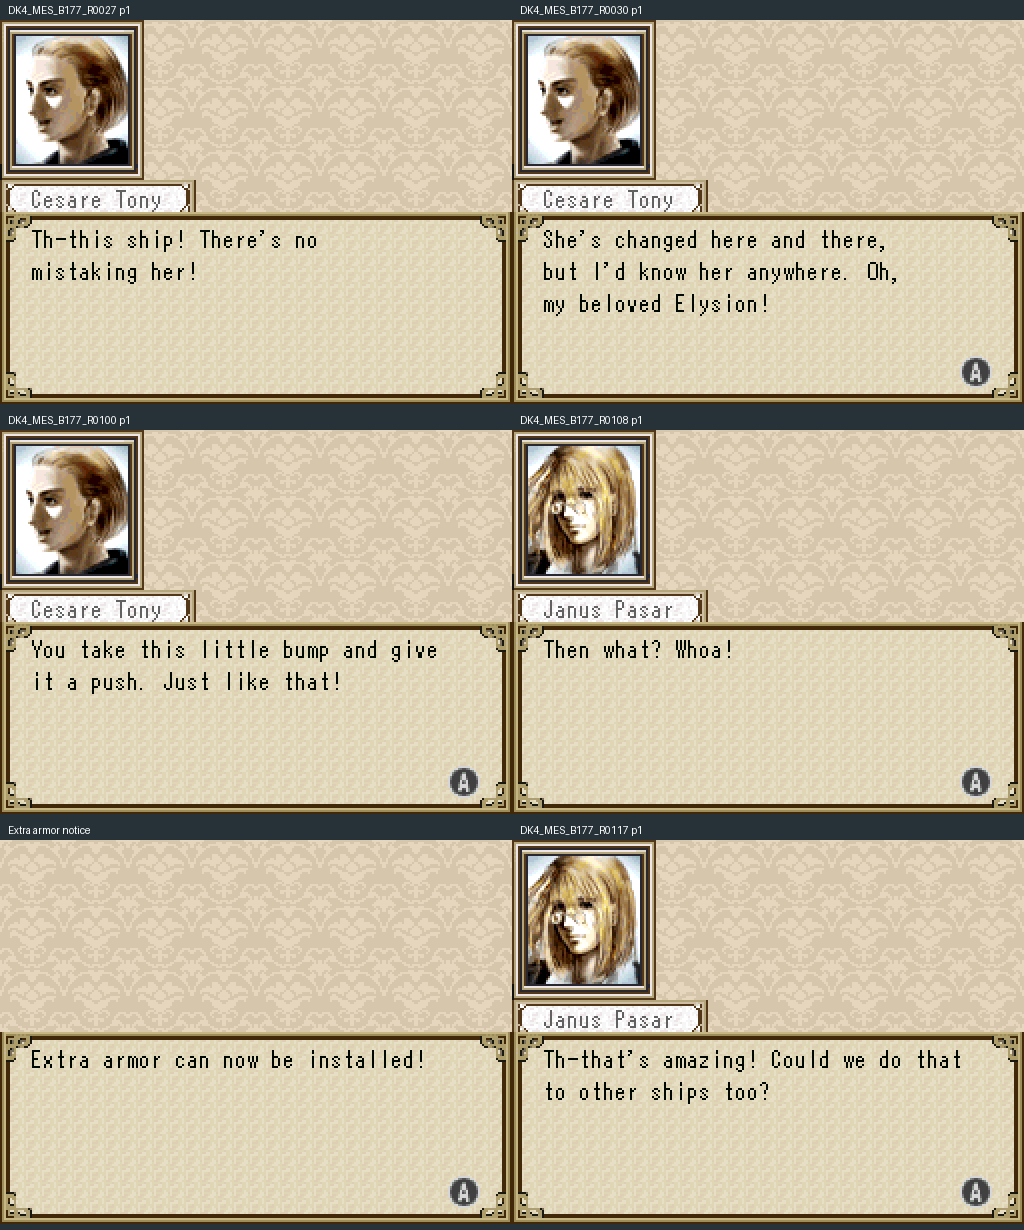 DK4_MES_B177_R0027 p1
Cesare Tony
Th-this ship! There's no
mistaking her!
DK4_MES_B177_R0030 p1
Cesare Tony
She's changed here and there,
but I'd know her anywhere. Oh,
my beloved Elysion!
A
DK4_MES_B177_R0100 p1
Cesare Tony
You take this little bump and give
it a push. Just like that!
A
DK4_MES_B177_R0108 p1
Janus Pasar
Then what? Whoa!
A
Extra armor notice
Extra armor can now be installed!
A
DK4_MES_B177_R0117 p1
Janus Pasar
Th-that's amazing! Could we do that
to other ships too?
A